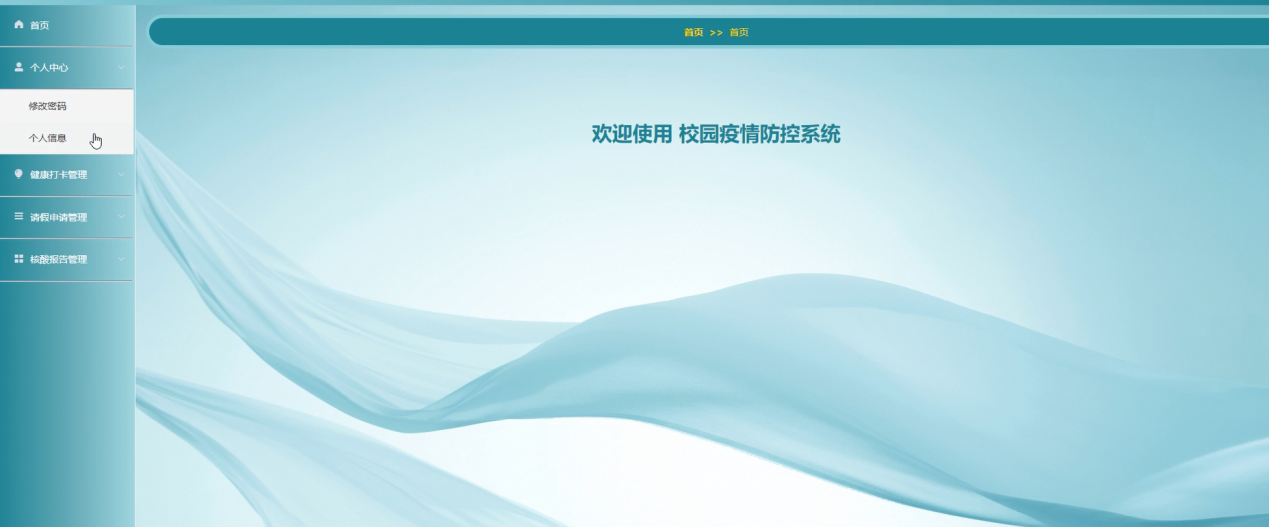 首页
首页 >> 首页
个人中心
修改密码
个人信息
健康打卡管理
请假申请管理
核酸报告管理
欢迎使用 校园疫情防控系统